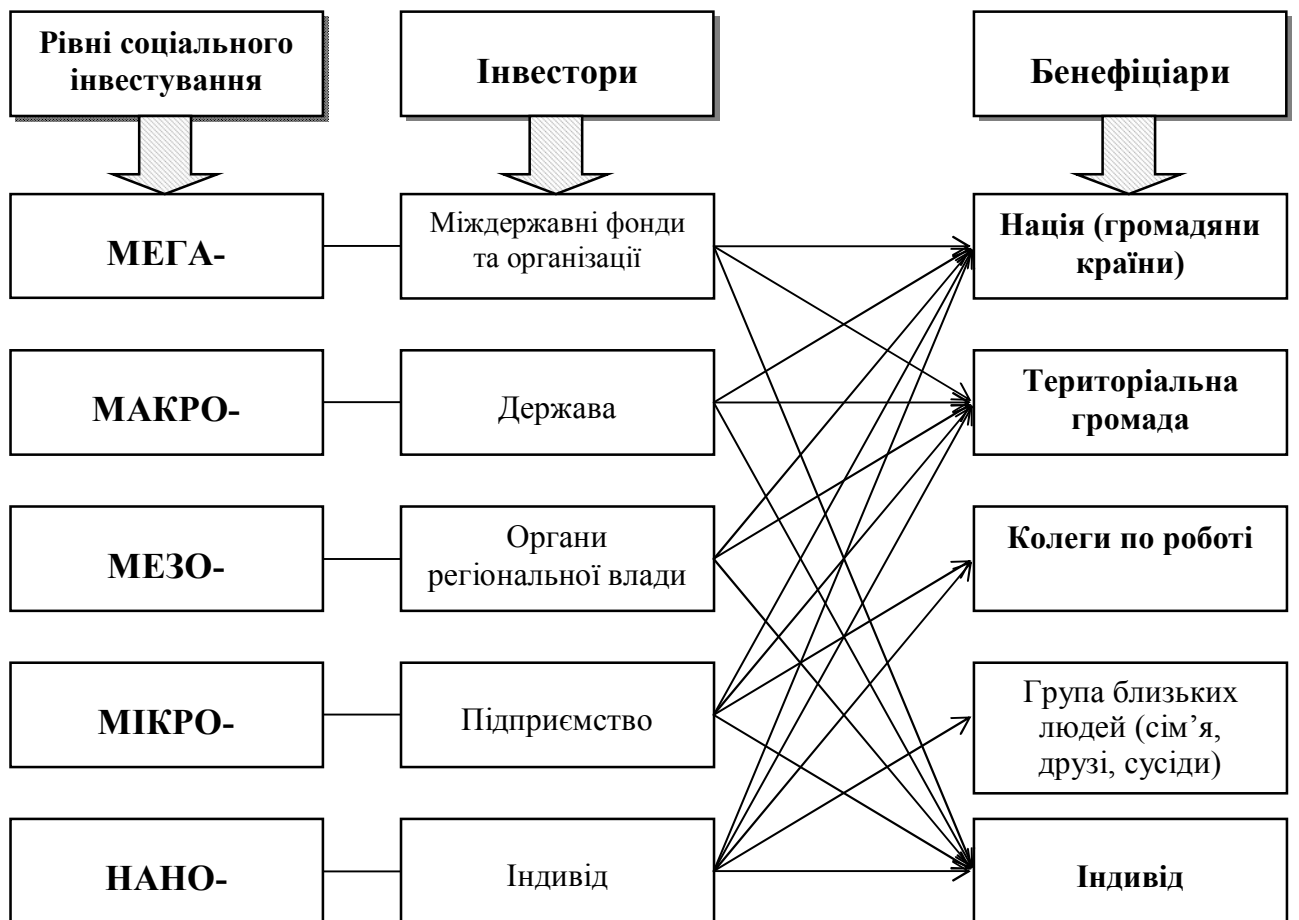 Рівні соціального
інвестування
Інвестори
Бенефіціари
МЕГА-
Міждержавні фонди
та організації
Нація (громадяни
країни)
МАКРО-
Держава
Територіальна
громада
МЕЗО-
Органи
регіональної влади
Колеги по роботі
МІКРО-
Підприємство
Група близьких
людей (сім’я,
друзі, сусіди)
НАНО-
Індивід
Індивід